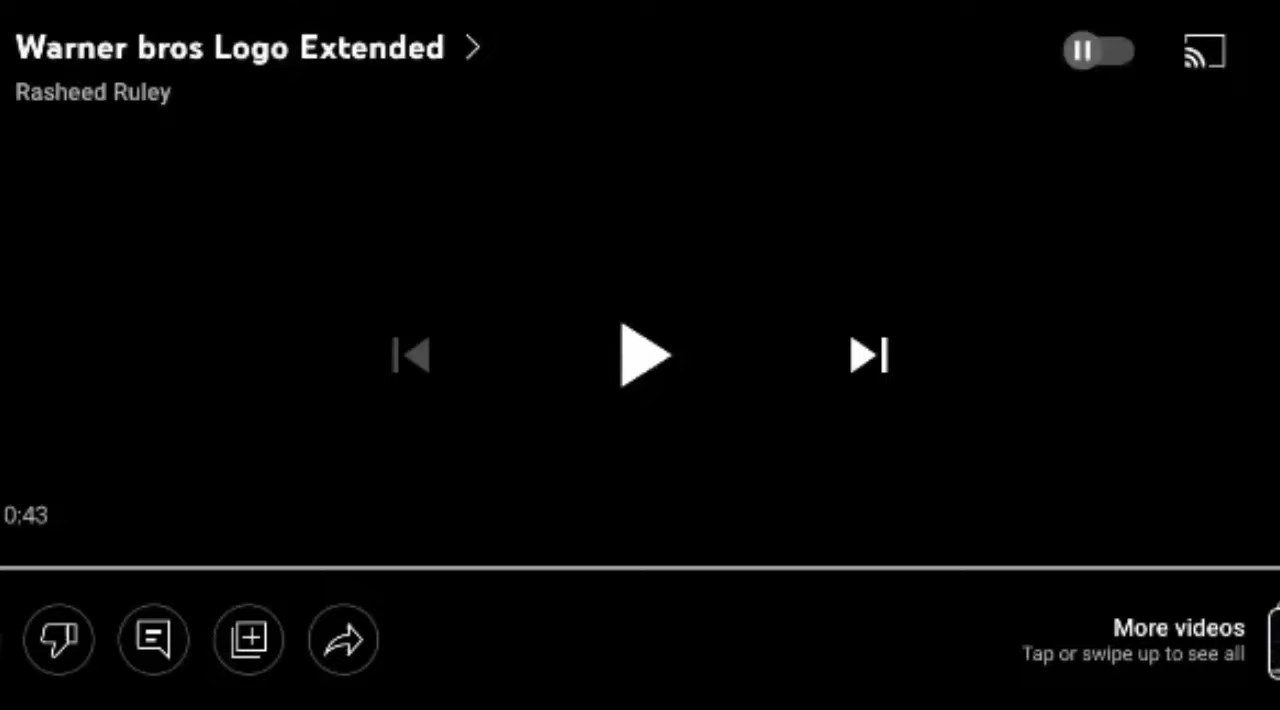 Warner bros Logo Extended
Rasheed Ruley
0:43
More videos
Tap or swipe up to see all